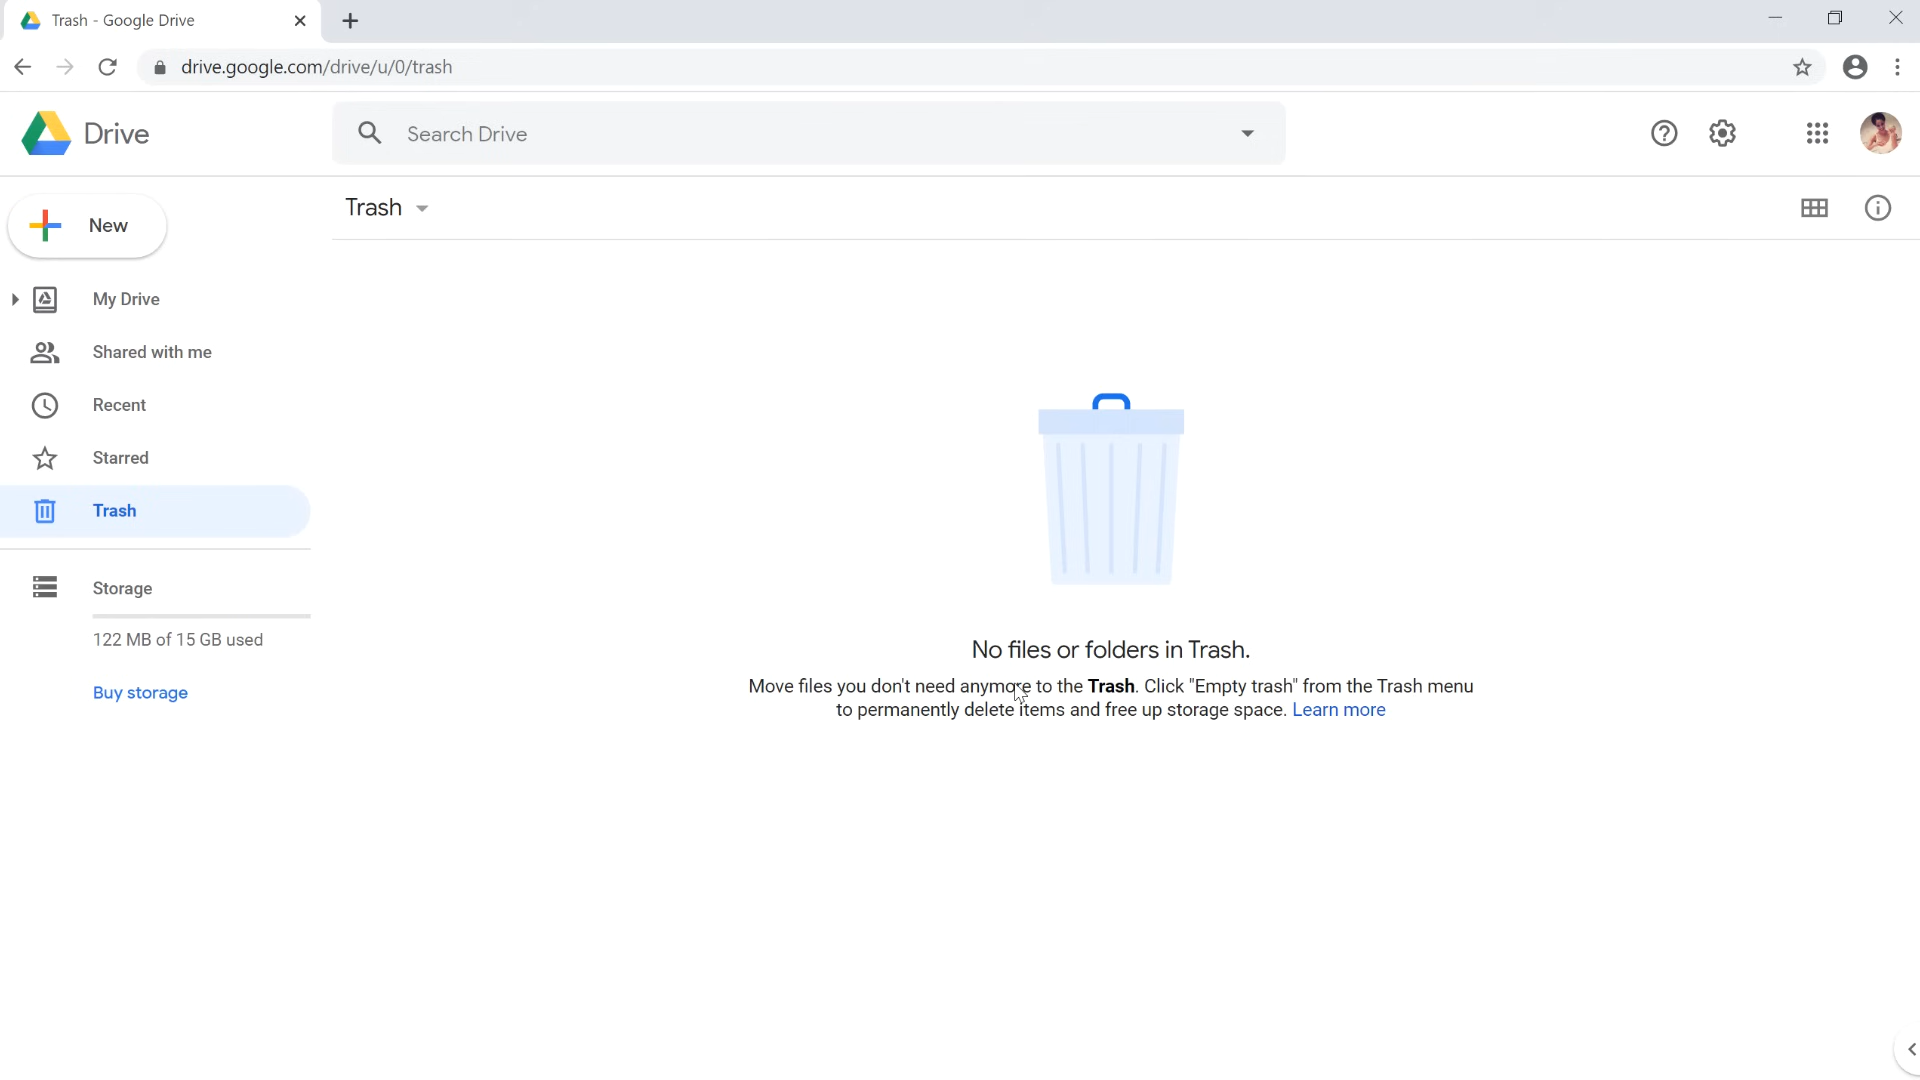 Trash - Google Drive
drive.google.com/drive/u/0/trash
Drive
Search Drive
New
Trash
My Drive
Shared with me
Recent
Starred
Trash
Storage
122 MB of 15 GB used
Buy storage
No files or folders in Trash.
Move files you don't need anymore to the Trash. Click "Empty trash" from the Trash menu
to permanently delete items and free up storage space. Learn more